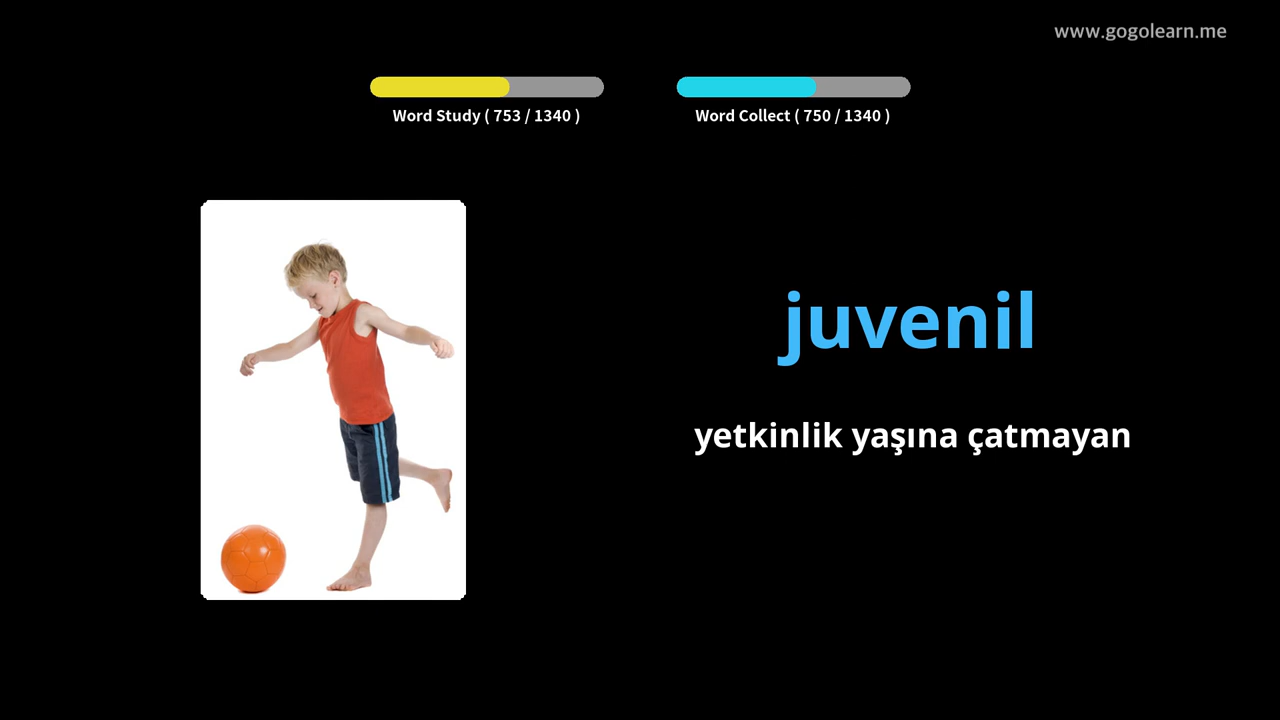 www.gogolearn.me
Word Study ( 753 / 1340 )
Word Collect ( 750 / 1340 )
juvenil
yetkinlik yaşına çatmayan